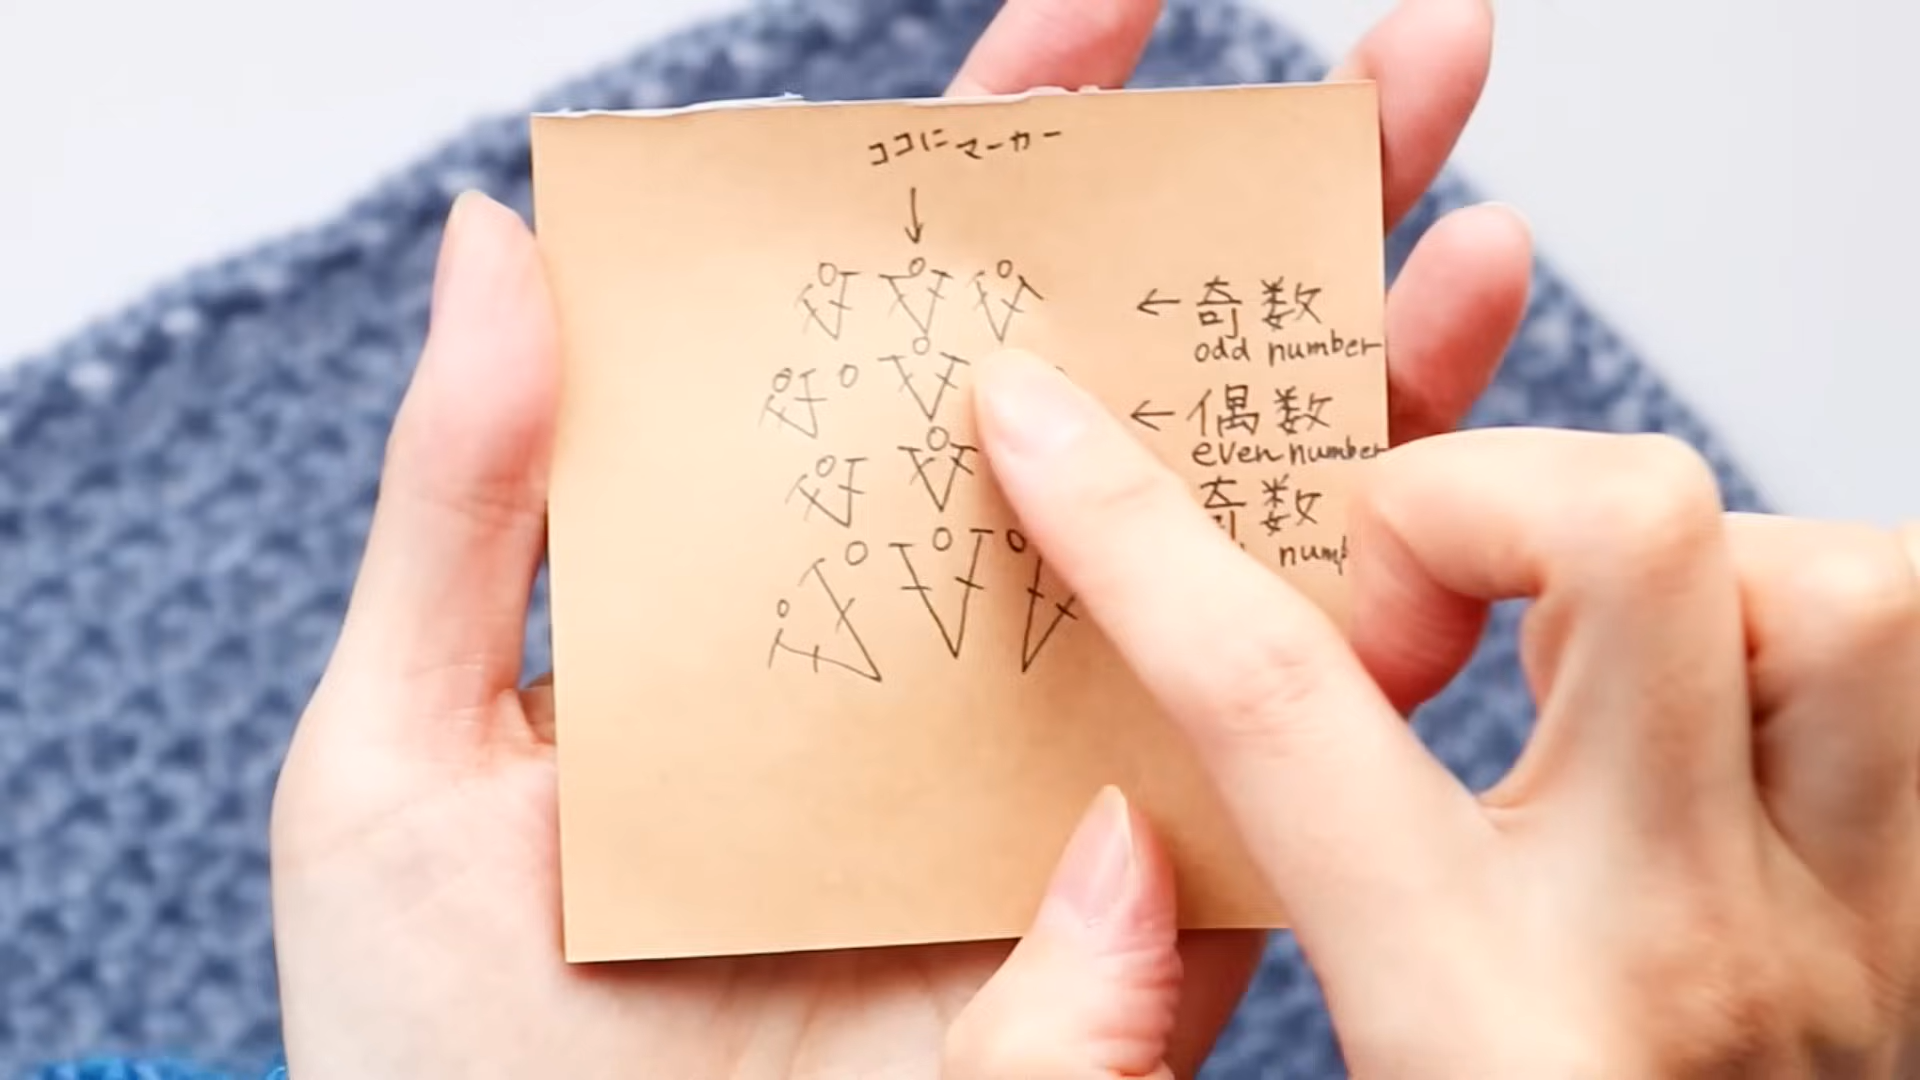 ココにマーカー
←奇数
odd number
←偶数
even number
奇数